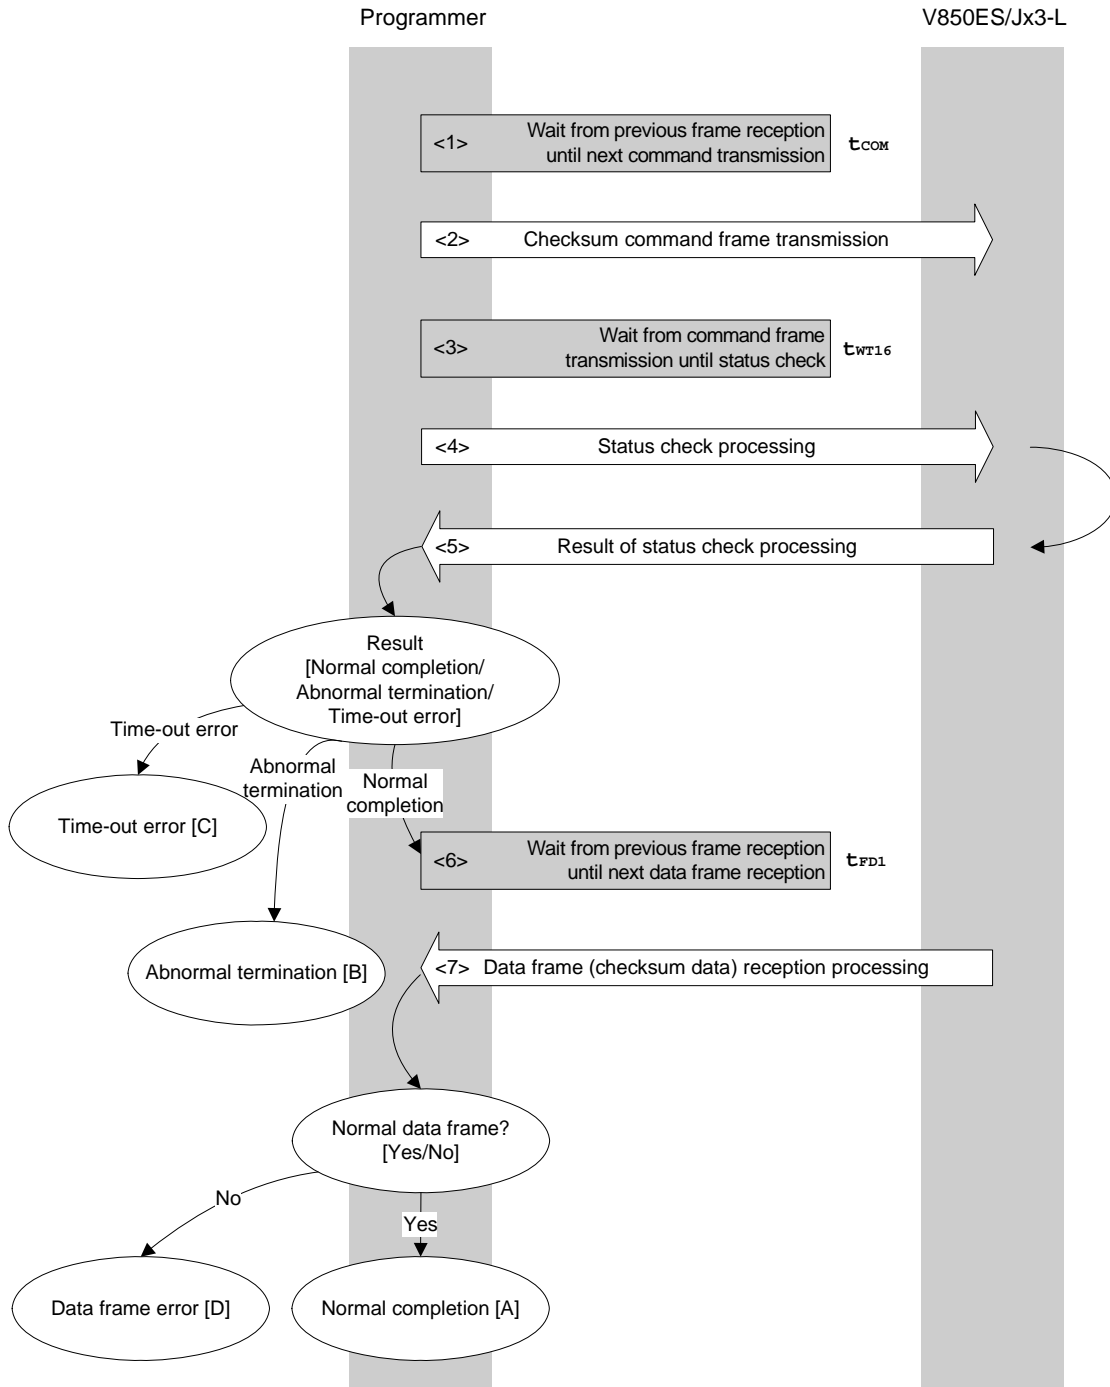 Programmer
V850ES/Jx3-L
<1>
Wait from previous frame reception
until next command transmission
tCOM
<2>
Checksum command frame transmission
<3>
Wait from command frame
transmission until status check
tWT16
<4>
Status check processing
<5>
Result of status check processing
Result
[Normal completion/
Abnormal termination/
Time-out error]
Time-out error
Abnormal
termination
Normal
completion
Time-out error [C]
<6>
Wait from previous frame reception
until next data frame reception
tFD1
Abnormal termination [B]
<7>
Data frame (checksum data) reception processing
Normal data frame?
[Yes/No]
No
Yes
Data frame error [D]
Normal completion [A]